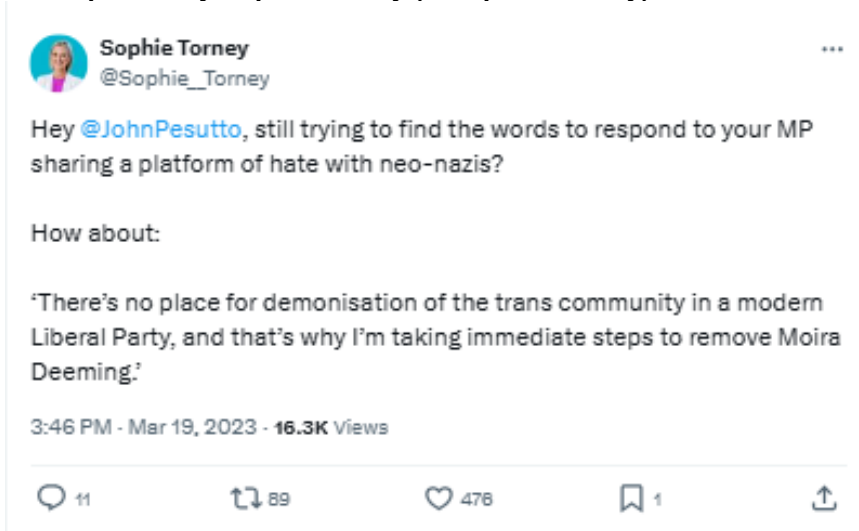 Sophie Torney
@Sophie__Torney
Hey @JohnPesutto, still trying to find the words to respond to your MP
sharing a platform of hate with neo-nazis?
How about:
‘There’s no place for demonisation of the trans community in a modern
Liberal Party, and that’s why I’m taking immediate steps to remove Moira
Deeming.’
3:46 PM · Mar 19, 2023 · 16.3K Views
11 89 476 1